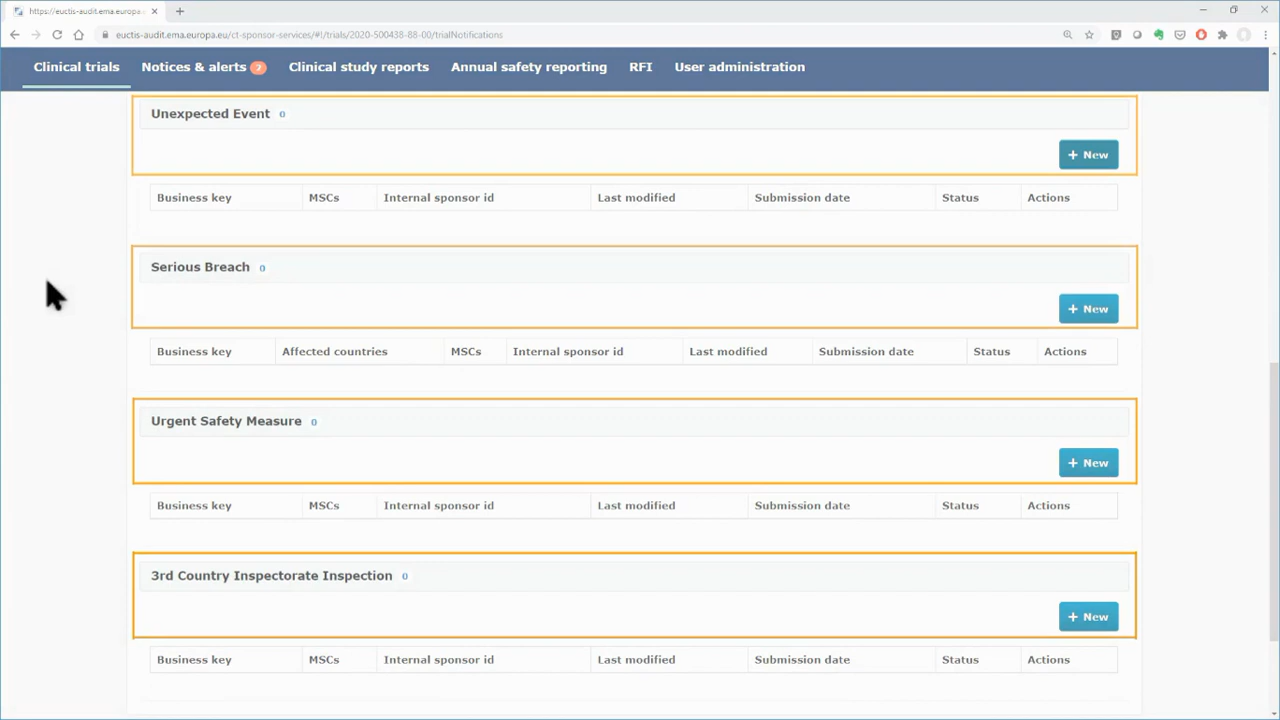 https://euctis-audit.ema.europa
euctis-audit.ema.europa.eu/ct-sponsor-services/#!/trials/2020-500438-88-00/trialNotifications
Clinical trials Notices & alerts Clinical study reports Annual safety reporting RFI User administration
Unexpected Event 0
+ New
Business key MSCs Internal sponsor id Last modified Submission date Status Actions
Serious Breach 0
+ New
Business key Affected countries MSCs Internal sponsor id Last modified Submission date Status Actions
Urgent Safety Measure 0
+ New
Business key MSCs Internal sponsor id Last modified Submission date Status Actions
3rd Country Inspectorate Inspection 0
+ New
Business key MSCs Internal sponsor id Last modified Submission date Status Actions